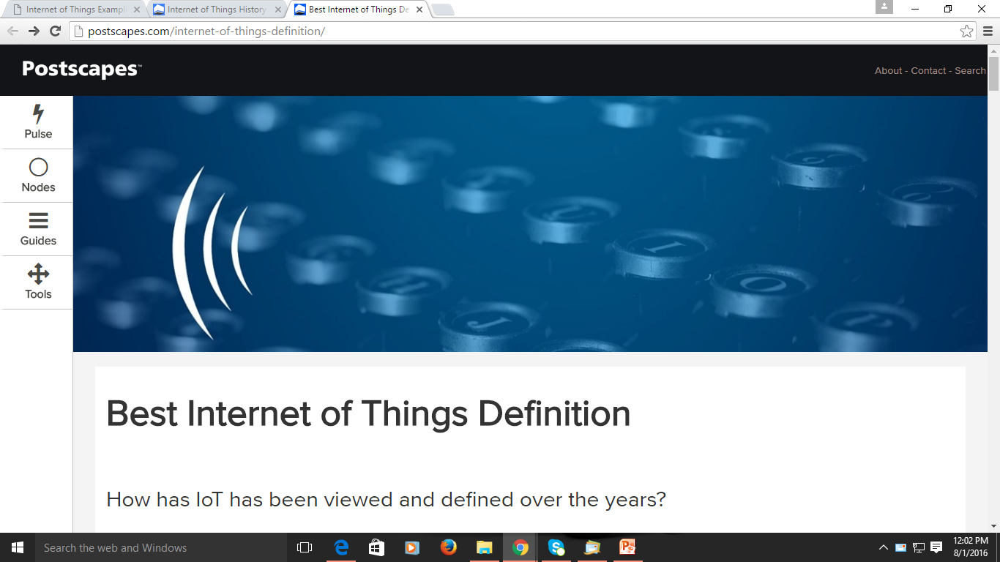 Internet of Things Exampl
Internet of Things History
Best Internet of Things De
postscapes.com/internet-of-things-definition/
Postscapes™
About - Contact - Search
Pulse
Nodes
Guides
Tools
I
O
J
Best Internet of Things Definition
How has IoT has been viewed and defined over the years?
Search the web and Windows
12:02 PM
8/1/2016